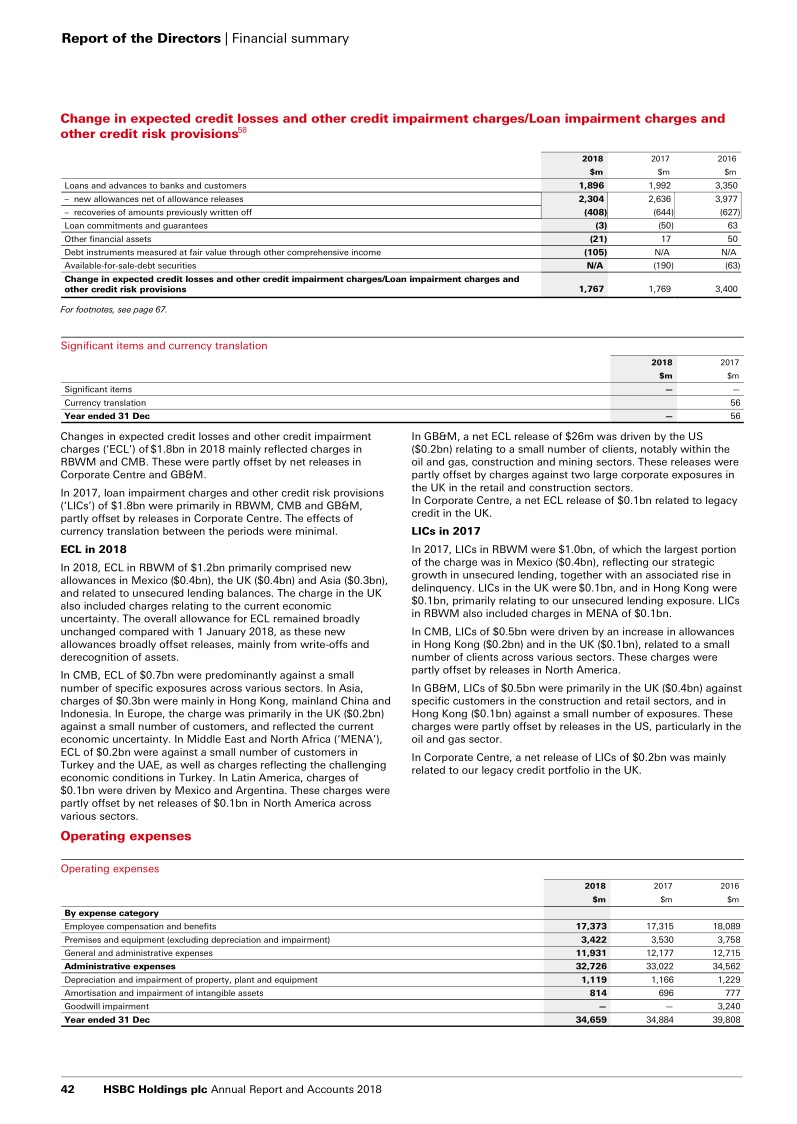 Report of the Directors | Financial summary
Change in expected credit losses and other credit impairment charges/Loan impairment charges and
other credit risk provisions58
2018 2017 2016
$m $m $m
Loans and advances to banks and customers 1,896 1,992 3,350
– new allowances net of allowance releases 2,304 2,636 3,977
– recoveries of amounts previously written off (408) (644) (627)
Loan commitments and guarantees (3) (50) 63
Other financial assets (21) 17 50
Debt instruments measured at fair value through other comprehensive income (105) N/A N/A
Available-for-sale-debt securities N/A (190) (63)
Change in expected credit losses and other credit impairment charges/Loan impairment charges and
other credit risk provisions 1,767 1,769 3,400
For footnotes, see page 67.
Significant items and currency translation
2018 2017
$m $m
Significant items — —
Currency translation 56
Year ended 31 Dec — 56
Changes in expected credit losses and other credit impairment
charges (‘ECL’) of $1.8bn in 2018 mainly reflected charges in
RBWM and CMB. These were partly offset by net releases in
Corporate Centre and GB&M.
In 2017, loan impairment charges and other credit risk provisions
(‘LICs’) of $1.8bn were primarily in RBWM, CMB and GB&M,
partly offset by releases in Corporate Centre. The effects of
currency translation between the periods were minimal.
ECL in 2018
In 2018, ECL in RBWM of $1.2bn primarily comprised new
allowances in Mexico ($0.4bn), the UK ($0.4bn) and Asia ($0.3bn),
and related to unsecured lending balances. The charge in the UK
also included charges relating to the current economic
uncertainty. The overall allowance for ECL remained broadly
unchanged compared with 1 January 2018, as these new
allowances broadly offset releases, mainly from write-offs and
derecognition of assets.
In CMB, ECL of $0.7bn were predominantly against a small
number of specific exposures across various sectors. In Asia,
charges of $0.3bn were mainly in Hong Kong, mainland China and
Indonesia. In Europe, the charge was primarily in the UK ($0.2bn)
against a small number of customers, and reflected the current
economic uncertainty. In Middle East and North Africa (‘MENA’),
ECL of $0.2bn were against a small number of customers in
Turkey and the UAE, as well as charges reflecting the challenging
economic conditions in Turkey. In Latin America, charges of
$0.1bn were driven by Mexico and Argentina. These charges were
partly offset by net releases of $0.1bn in North America across
various sectors.
In GB&M, a net ECL release of $26m was driven by the US
($0.2bn) relating to a small number of clients, notably within the
oil and gas, construction and mining sectors. These releases were
partly offset by charges against two large corporate exposures in
the UK in the retail and construction sectors.
In Corporate Centre, a net ECL release of $0.1bn related to legacy
credit in the UK.
LICs in 2017
In 2017, LICs in RBWM were $1.0bn, of which the largest portion
of the charge was in Mexico ($0.4bn), reflecting our strategic
growth in unsecured lending, together with an associated rise in
delinquency. LICs in the UK were $0.1bn, and in Hong Kong were
$0.1bn, primarily relating to our unsecured lending exposure. LICs
in RBWM also included charges in MENA of $0.1bn.
In CMB, LICs of $0.5bn were driven by an increase in allowances
in Hong Kong ($0.2bn) and in the UK ($0.1bn), related to a small
number of clients across various sectors. These charges were
partly offset by releases in North America.
In GB&M, LICs of $0.5bn were primarily in the UK ($0.4bn) against
specific customers in the construction and retail sectors, and in
Hong Kong ($0.1bn) against a small number of exposures. These
charges were partly offset by releases in the US, particularly in the
oil and gas sector.
In Corporate Centre, a net release of LICs of $0.2bn was mainly
related to our legacy credit portfolio in the UK.
Operating expenses
Operating expenses
2018 2017 2016
$m $m $m
By expense category
Employee compensation and benefits 17,373 17,315 18,089
Premises and equipment (excluding depreciation and impairment) 3,422 3,530 3,758
General and administrative expenses 11,931 12,177 12,715
Administrative expenses 32,726 33,022 34,562
Depreciation and impairment of property, plant and equipment 1,119 1,166 1,229
Amortisation and impairment of intangible assets 814 696 777
Goodwill impairment — — 3,240
Year ended 31 Dec 34,659 34,884 39,808
42 HSBC Holdings plc Annual Report and Accounts 2018